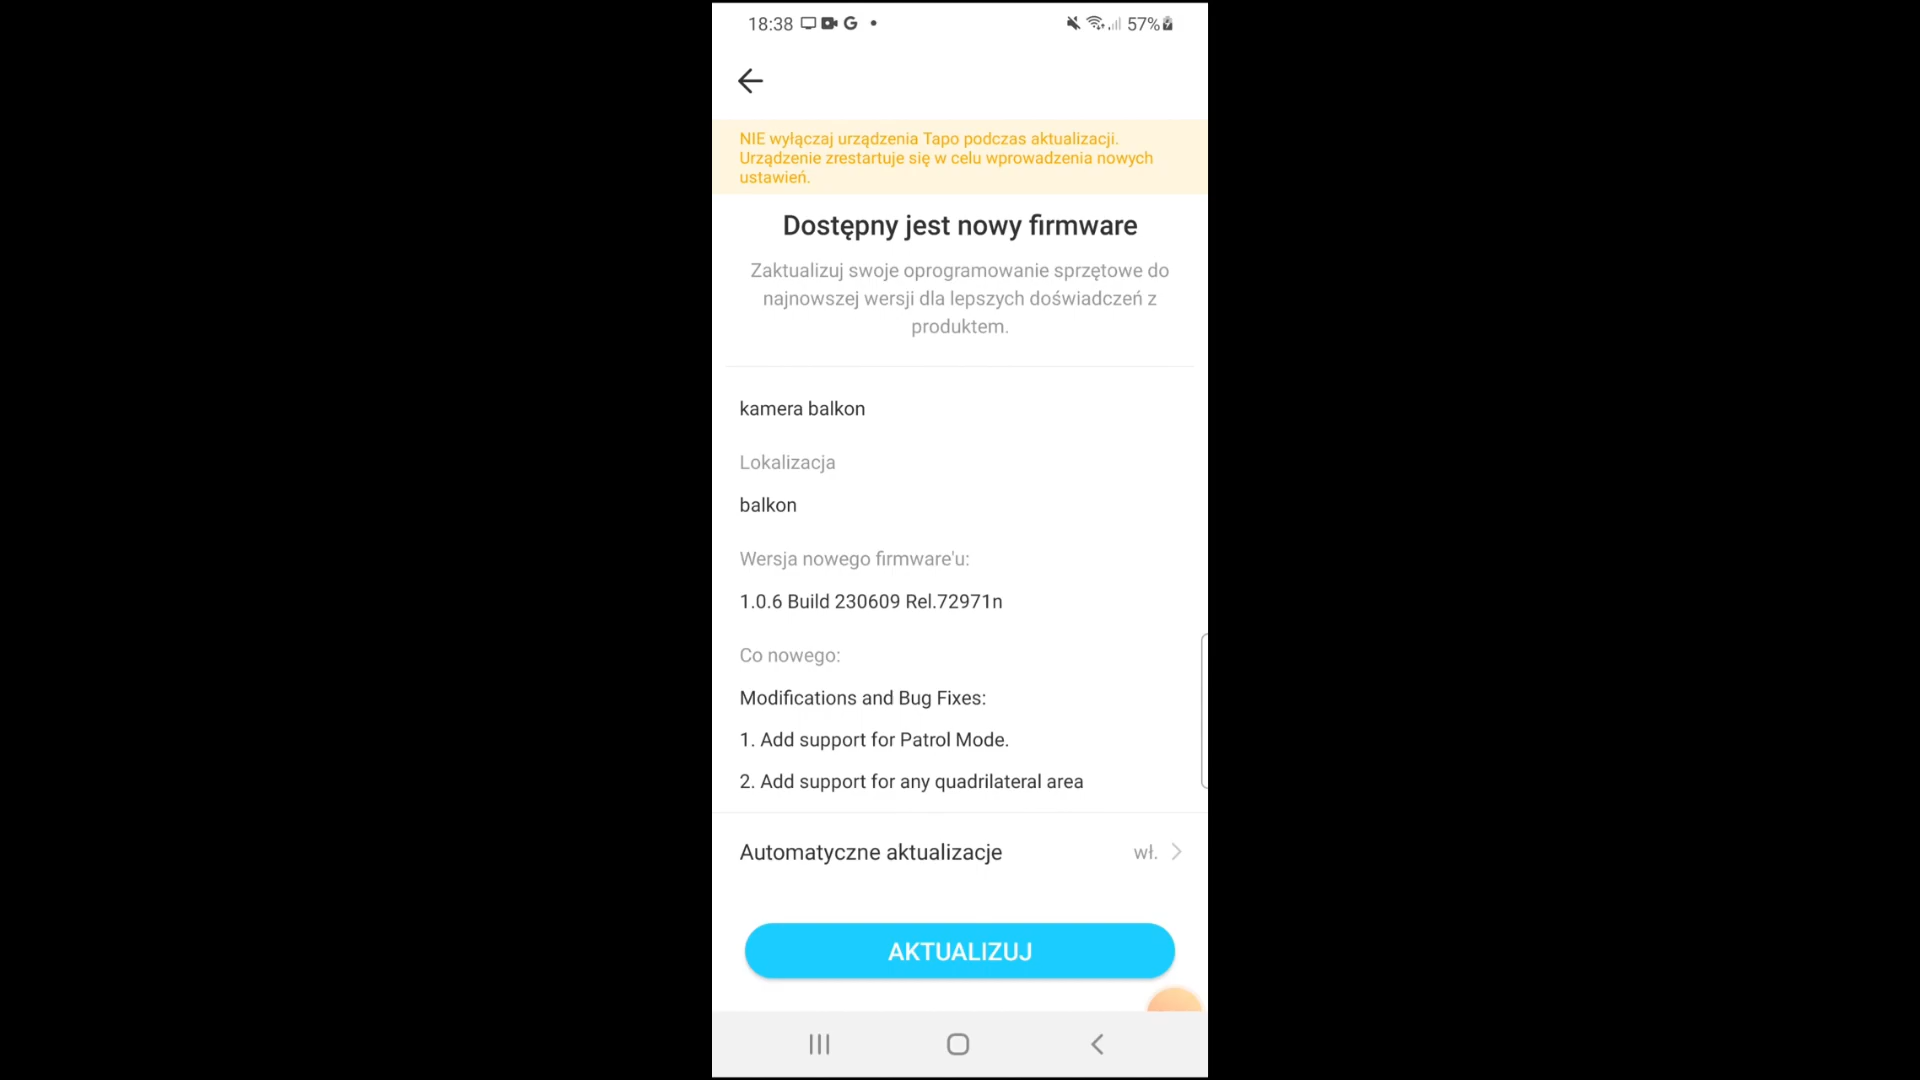 18:38
57%
NIE wyłączaj urządzenia Tapo podczas aktualizacji.
Urządzenie zrestartuje się w celu wprowadzenia nowych
ustawień.
Dostępny jest nowy firmware
Zaktualizuj swoje oprogramowanie sprzętowe do
najnowszej wersji dla lepszych doświadczeń z
produktem.
kamera balkon
Lokalizacja
balkon
Wersja nowego firmware'u:
1.0.6 Build 230609 Rel.72971n
Co nowego:
Modifications and Bug Fixes:
1. Add support for Patrol Mode.
2. Add support for any quadrilateral area
Automatyczne aktualizacje
wł.
AKTUALIZUJ